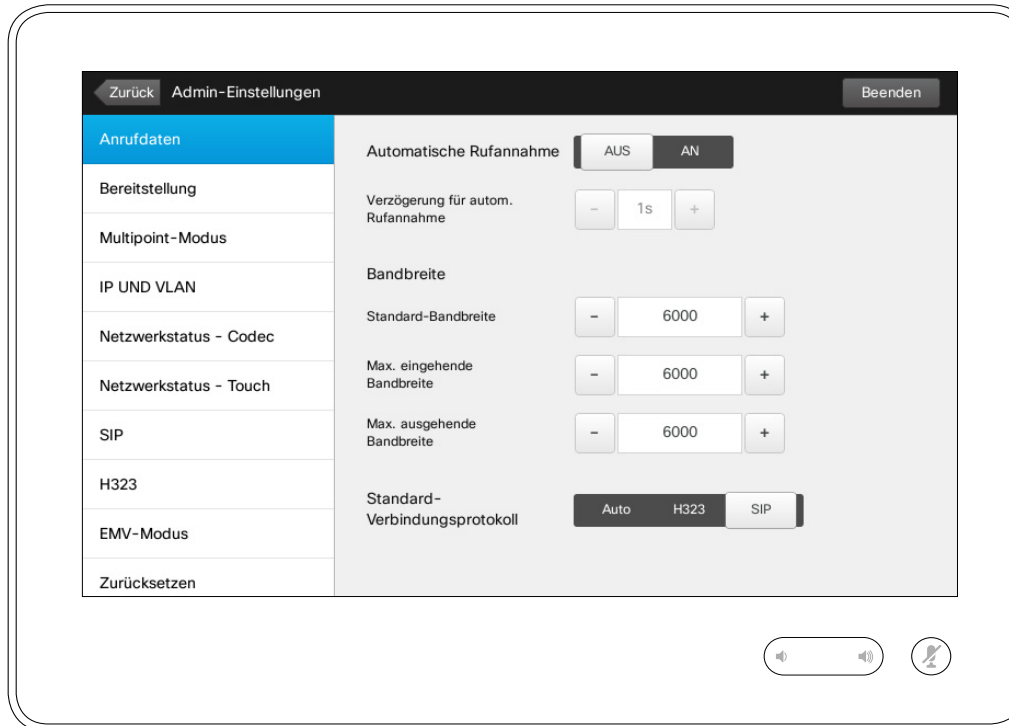 Zurück Admin-Einstellungen Beenden
Anrufdaten
Bereitstellung
Multipoint-Modus
IP UND VLAN
Netzwerkstatus - Codec
Netzwerkstatus - Touch
SIP
H323
EMV-Modus
Zurücksetzen
Automatische Rufannahme AUS AN
Verzögerung für autom.
Rufannahme
- 1s +
Bandbreite
Standard-Bandbreite - 6000 +
Max. eingehende
Bandbreite
- 6000 +
Max. ausgehende
Bandbreite
- 6000 +
Standard-
Verbindungsprotokoll
Auto H323 SIP